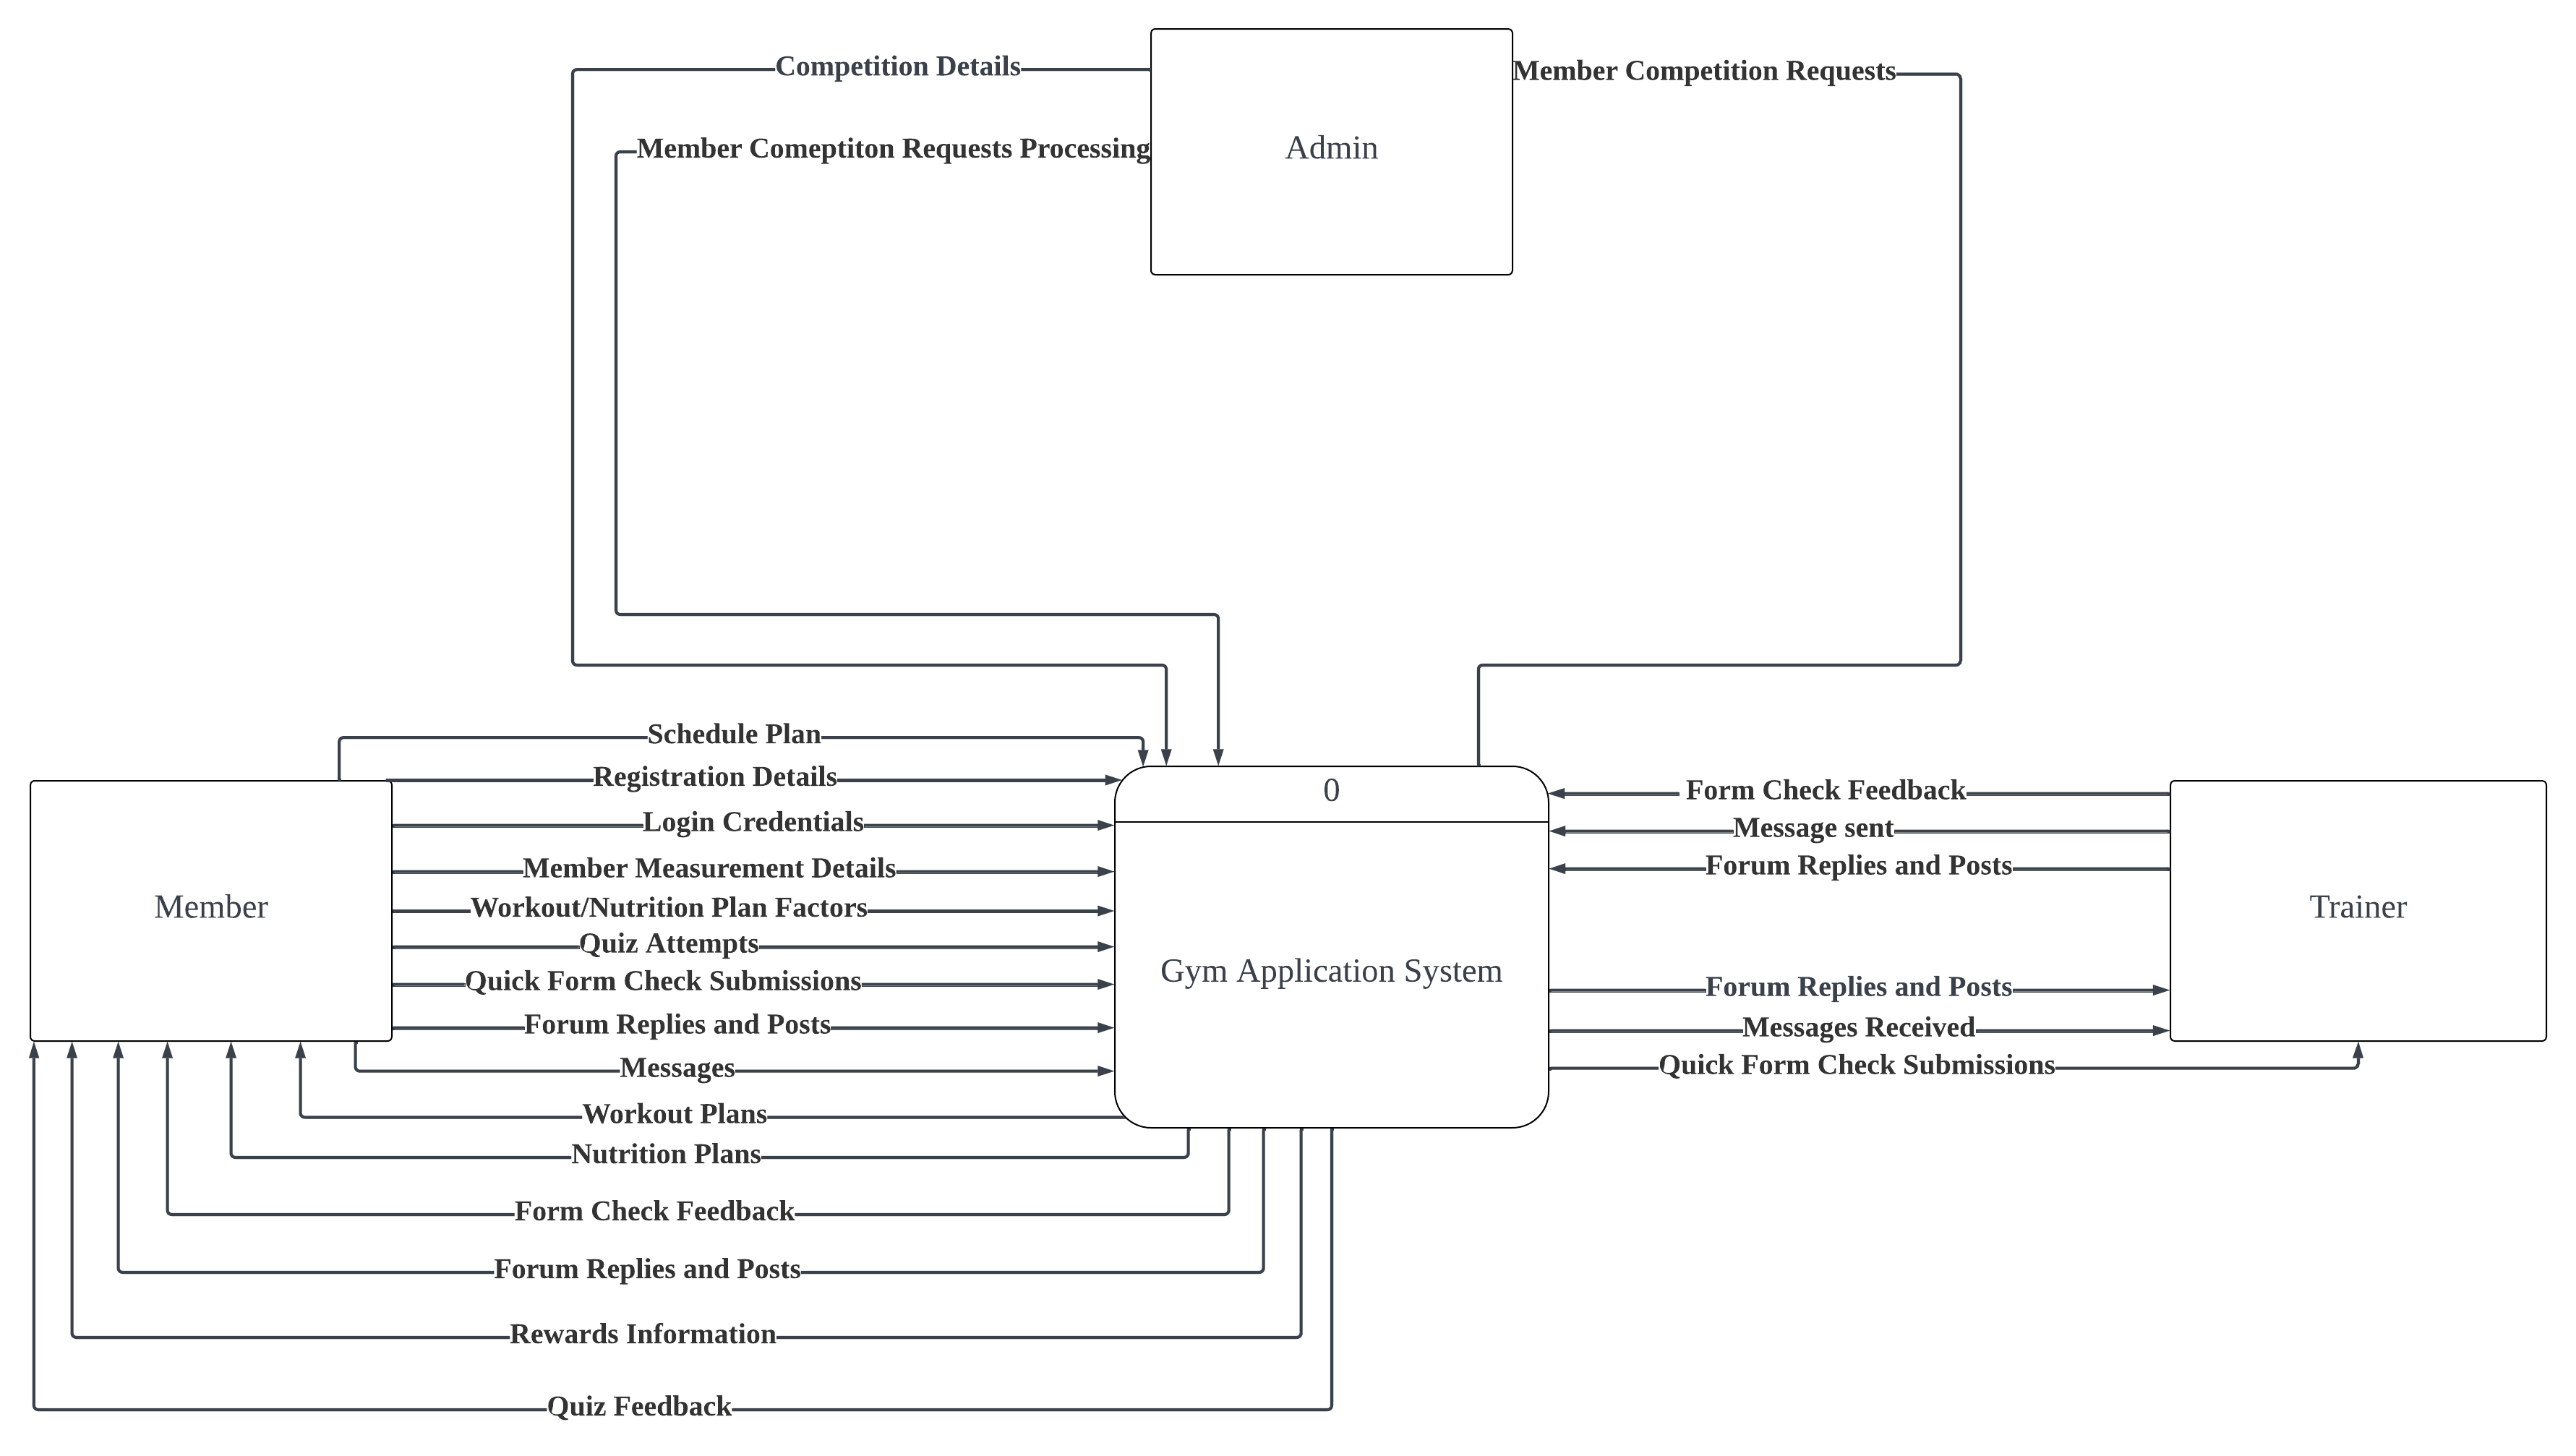 Competition Details
Member Competition Requests
Member Comeptiton Requests Processing
Admin
Schedule Plan
Registration Details
0
Form Check Feedback
Login Credentials
Message sent
Member Measurement Details
Forum Replies and Posts
Workout/Nutrition Plan Factors
Member
Trainer
Quiz Attempts
Gym Application System
Quick Form Check Submissions
Forum Replies and Posts
Forum Replies and Posts
Messages Received
Messages
Quick Form Check Submissions
Workout Plans
Nutrition Plans
Form Check Feedback
Forum Replies and Posts
Rewards Information
Quiz Feedback